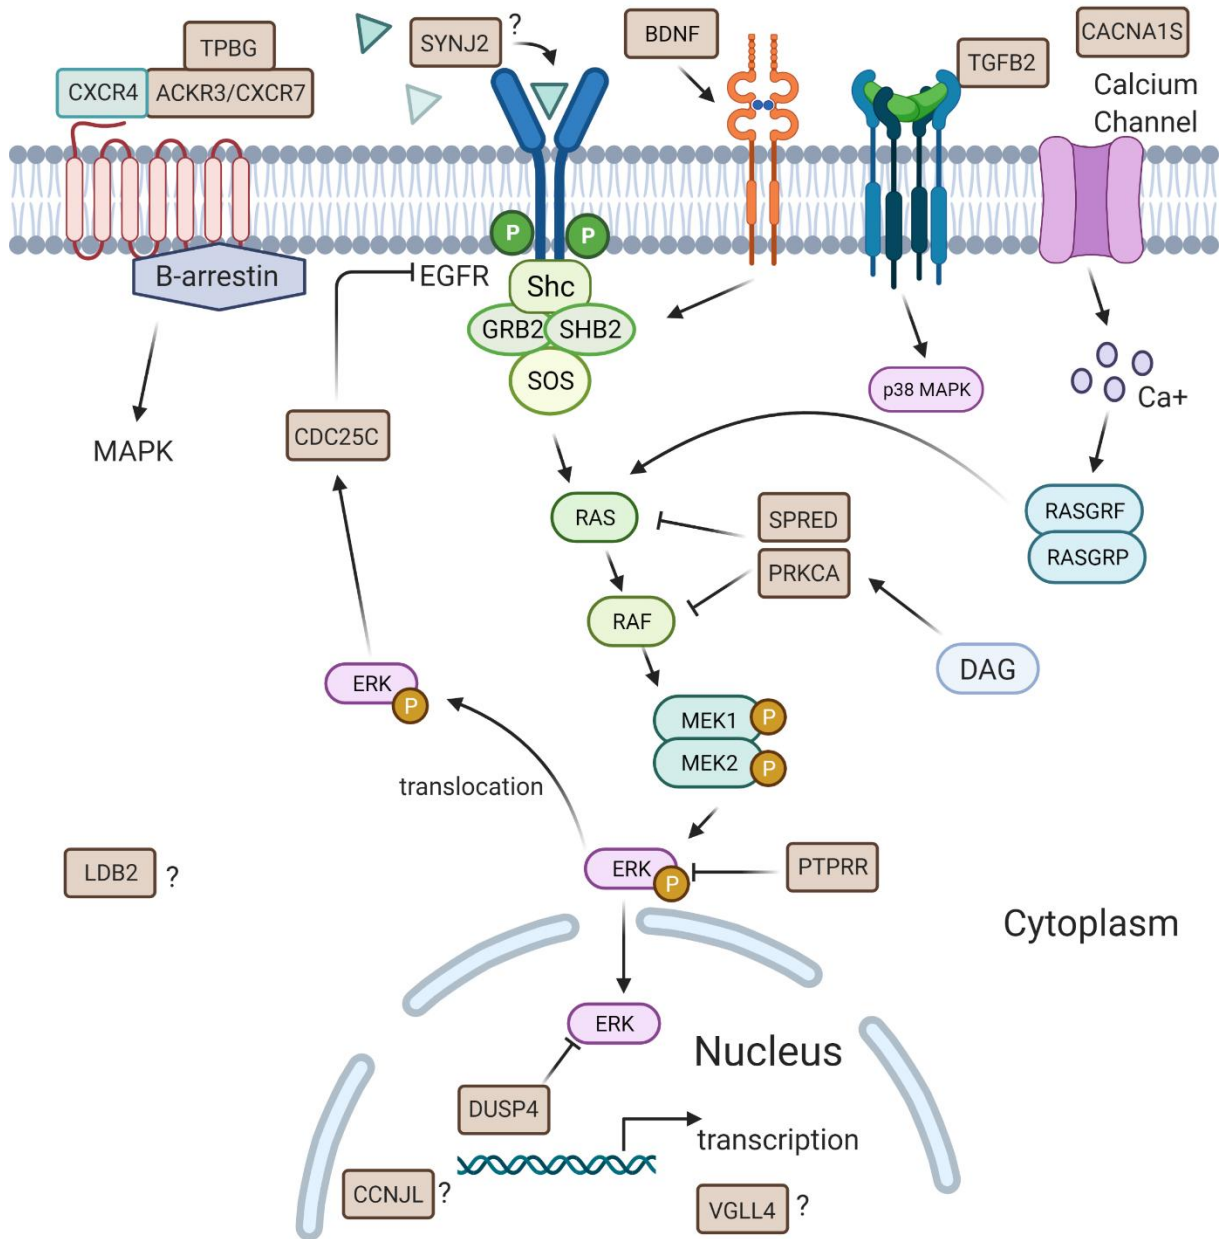 TPBG
CXCR4
ACKR3/CXCR7
SYNJ2
?
BDNF
TGFB2
CACNA1S
Calcium
Channel
B-arrestin
MAPK
P
P
EGFR
Shc
GRB2
SHB2
SOS
p38 MAPK
Ca+
CDC25C
RAS
SPRED
PRKCA
RASGRF
RASGRP
RAF
DAG
ERK
P
MEK1
P
MEK2
P
translocation
ERK
P
PTPRR
LDB2
?
Cytoplasm
ERK
Nucleus
DUSP4
transcription
CCNJL
?
VGLL4
?